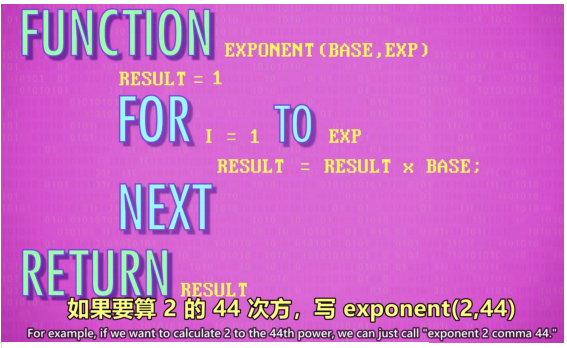 FUNCTION EXPONENT(BASE,EXP)
RESULT = 1
FOR I = 1 TO EXP
RESULT = RESULT x BASE;
NEXT
RETURN RESULT
如果要算 2 的 44 次方，写 exponent(2,44)
For example, if we want to calculate 2 to the 44th power, we can just call "exponent 2 comma 44."